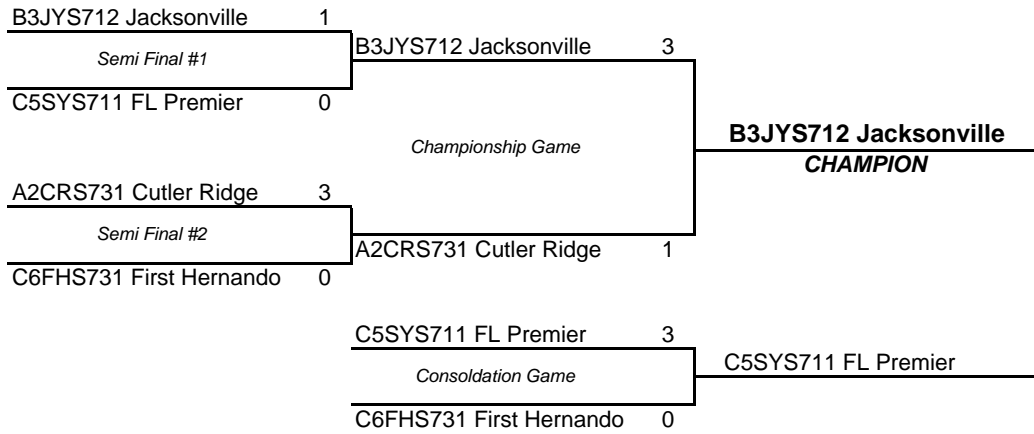 B3JYS712 Jacksonville 1
Semi Final #1
C5SYS711 FL Premier 0
B3JYS712 Jacksonville 3
Championship Game
B3JYS712 Jacksonville
CHAMPION
A2CRS731 Cutler Ridge 3
Semi Final #2
C6FHS731 First Hernando 0
A2CRS731 Cutler Ridge 1
C5SYS711 FL Premier 3
Consoldation Game
C5SYS711 FL Premier
C6FHS731 First Hernando 0